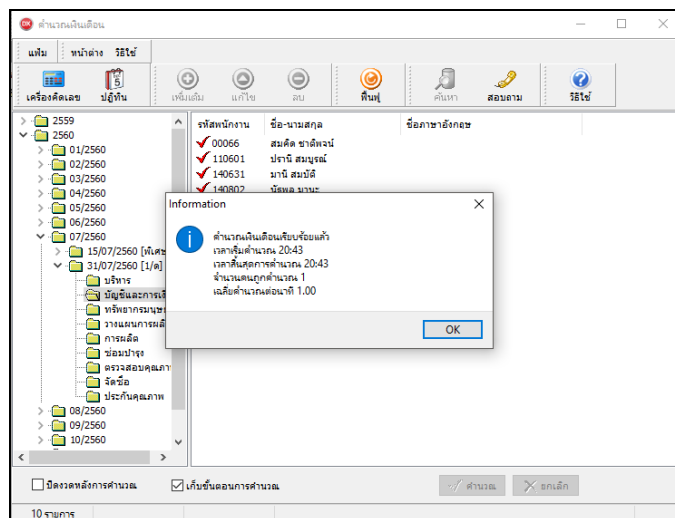 คำนวณเงินเดือน
แฟ้ม หน้าต่าง วิธีใช้
เครื่องคิดเลข ปฏิทิน เพิ่มเติม แก้ไข ลบ ฟื้นฟู ค้นหา สอบถาม วิธีใช้
5
2559
2560
01/2560
02/2560
03/2560
04/2560
05/2560
06/2560
07/2560
15/07/2560 [พิเศษ
31/07/2560 [1/ด]
บริหาร
บัญชีและการเงิ
ทรัพยากรมนุษย
วางแผนการผลิ
การผลิต
ซ่อมบำรุง
ตรวจสอบคุณภา
จัดซื้อ
ประกันคุณภาพ
08/2560
09/2560
10/2560
รหัสพนักงาน ชื่อ-นามสกุล ชื่อภาษาอังกฤษ
00066 สมคิด ชาติพจน์
110601 ปรานี สมบูรณ์
140631 มานี สมบัติ
140802 นัธพล มานะ
Information
คำนวณเงินเดือนเรียบร้อยแล้ว
เวลาเริ่มคำนวณ 20:43
เวลาสิ้นสุดการคำนวณ 20:43
จำนวนคนถูกคำนวณ 1
เฉลี่ยคำนวณต่อนาที 1.00
OK
ปิดงวดหลังการคำนวณ เก็บขั้นตอนการคำนวณ คำนวณ ยกเลิก
10 รายการ